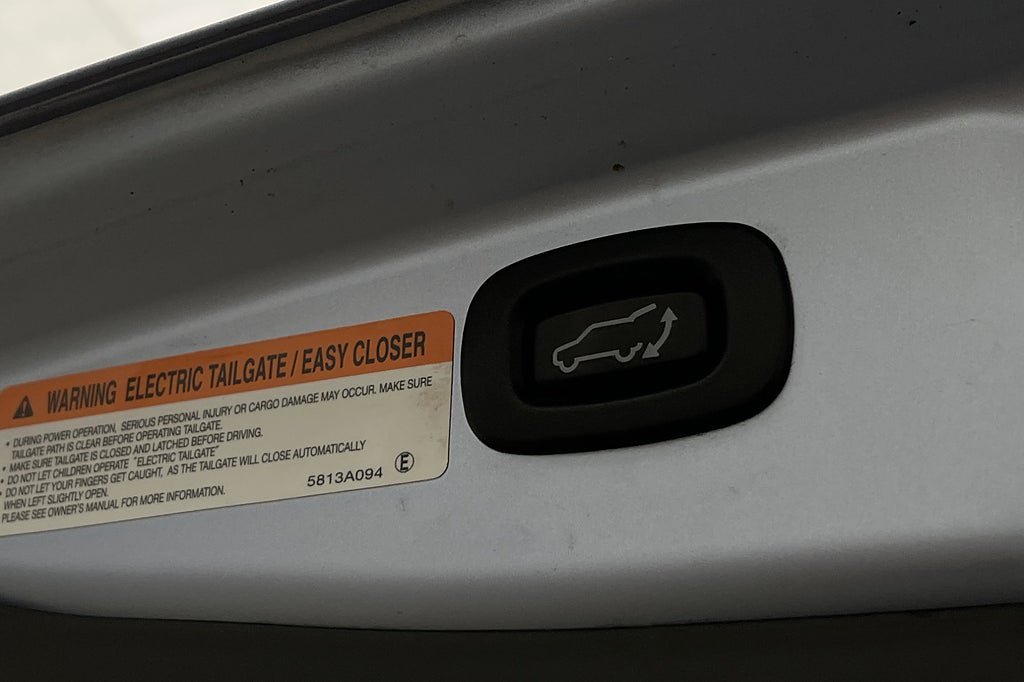 WARNING ELECTRIC TAILGATE / EASY CLOSER
• DURING POWER OPERATION, SERIOUS PERSONAL INJURY OR CARGO DAMAGE MAY OCCUR. MAKE SURE
TAILGATE PATH IS CLEAR BEFORE OPERATING TAILGATE.
• MAKE SURE TAILGATE IS CLOSED AND LATCHED BEFORE DRIVING.
• DO NOT LET CHILDREN OPERATE "ELECTRIC TAILGATE"
• DO NOT LET YOUR FINGERS GET CAUGHT, AS THE TAILGATE WILL CLOSE AUTOMATICALLY
WHEN LEFT SLIGHTLY OPEN.
PLEASE SEE OWNER'S MANUAL FOR MORE INFORMATION.
5813A094 E